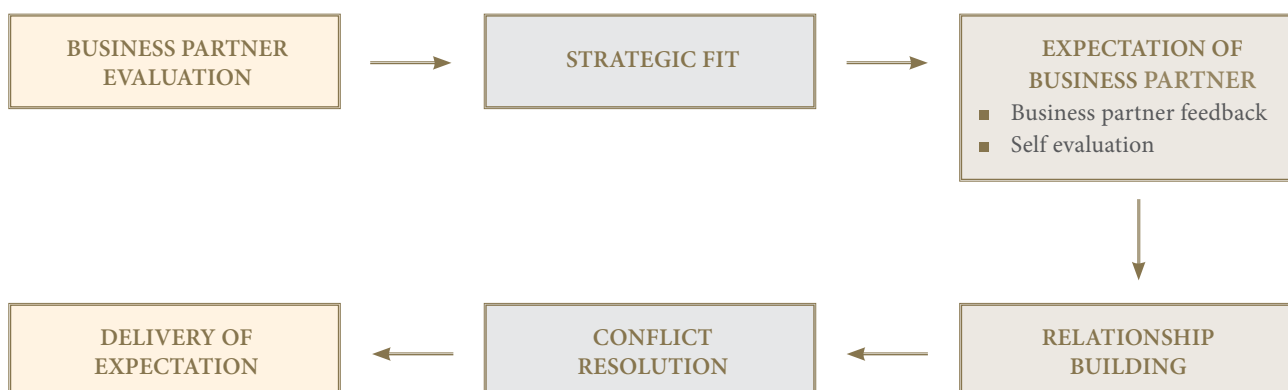 BUSINESS PARTNER
EVALUATION
STRATEGIC FIT
EXPECTATION OF
BUSINESS PARTNER
■ Business partner feedback
■ Self evaluation
RELATIONSHIP
BUILDING
CONFLICT
RESOLUTION
DELIVERY OF
EXPECTATION